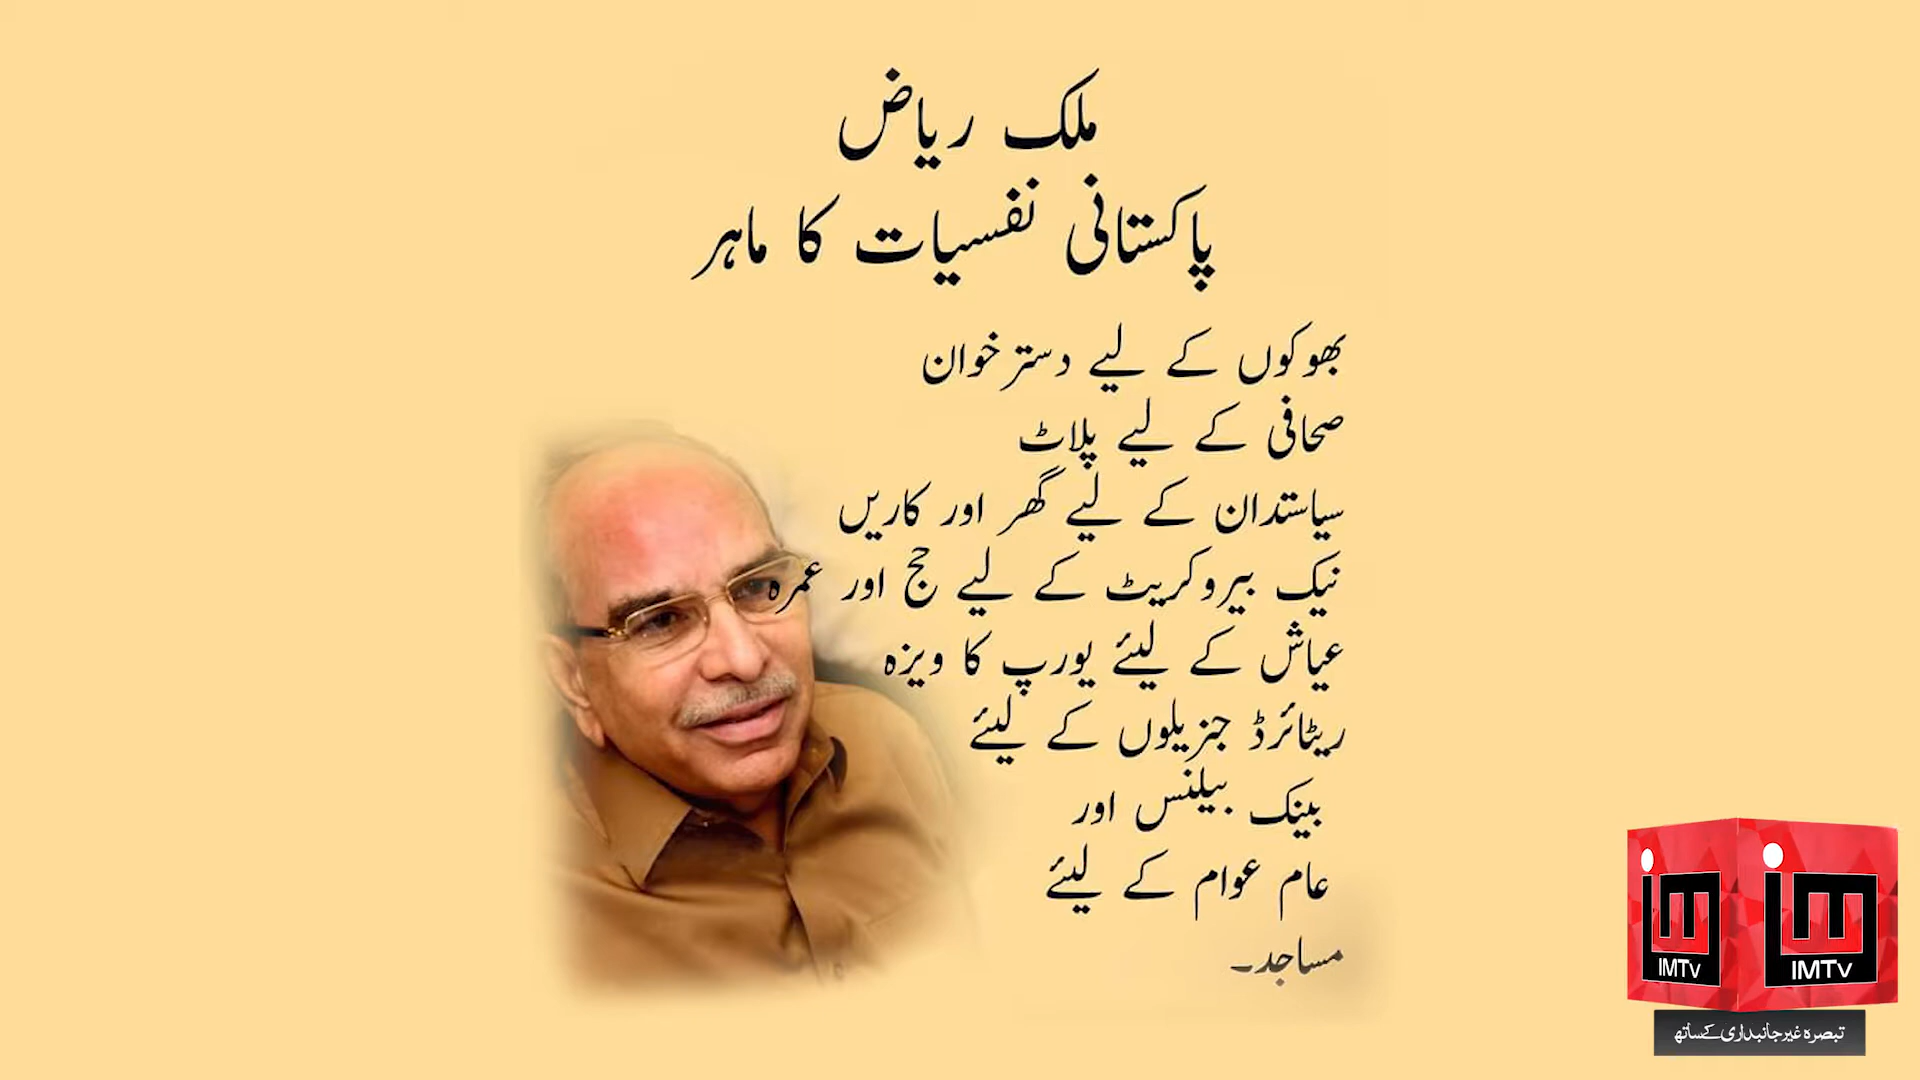 ملک ریاض
پاکستانی نفسیات کا ماہر
بھوکوں کے لیے دسترخوان
صحافی کے لیے پلاٹ
سیاستدان کے لیے گھر اور کاریں
نیک بیروکریٹ کے لیے حج اور عمرہ
عیاش کے لیئے یورپ کا ویزہ
ریٹائرڈ جنریلوں کے لیئے
بینک بیلنس اور
عام عوام کے لیئے
مساجد۔
im im
IMTv IMTv
تبصرہ غیر جانبداری کے ساتھ